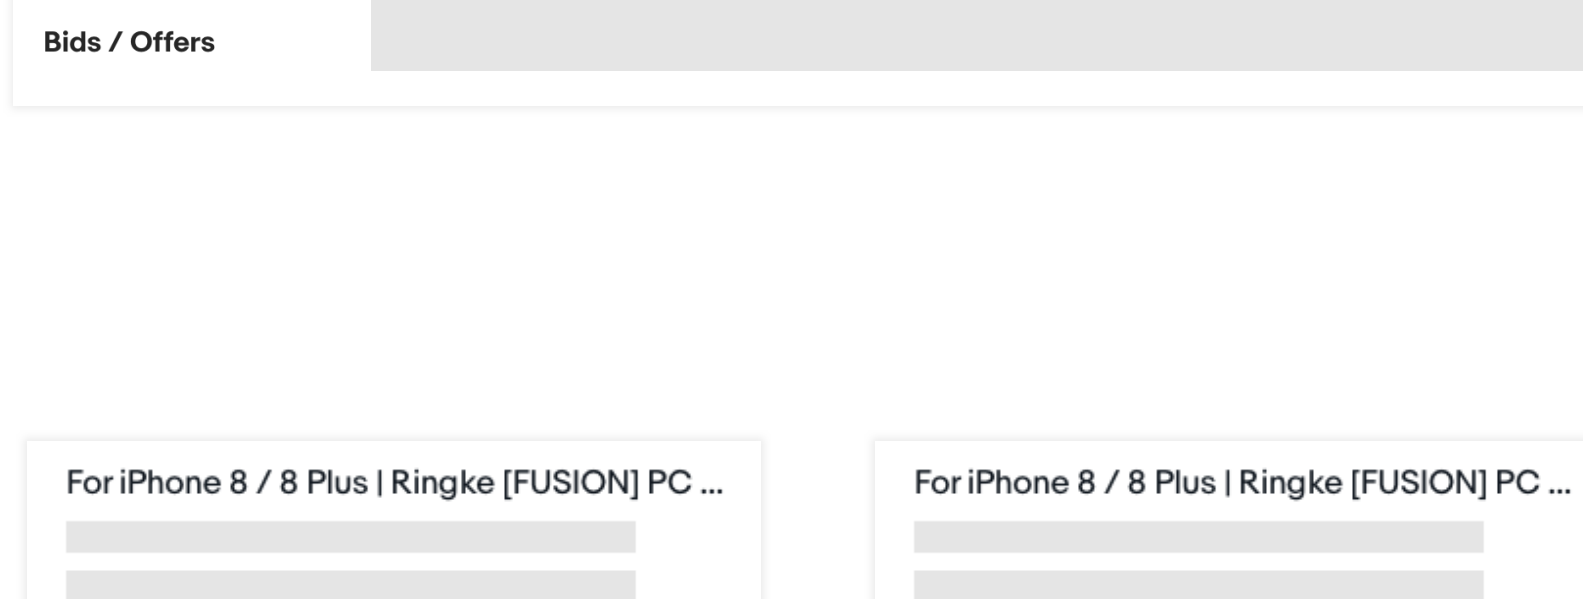 Bids / Offers
For iPhone 8 / 8 Plus | Ringke [FUSION] PC ...
For iPhone 8 / 8 Plus | Ringke [FUSION] PC ...